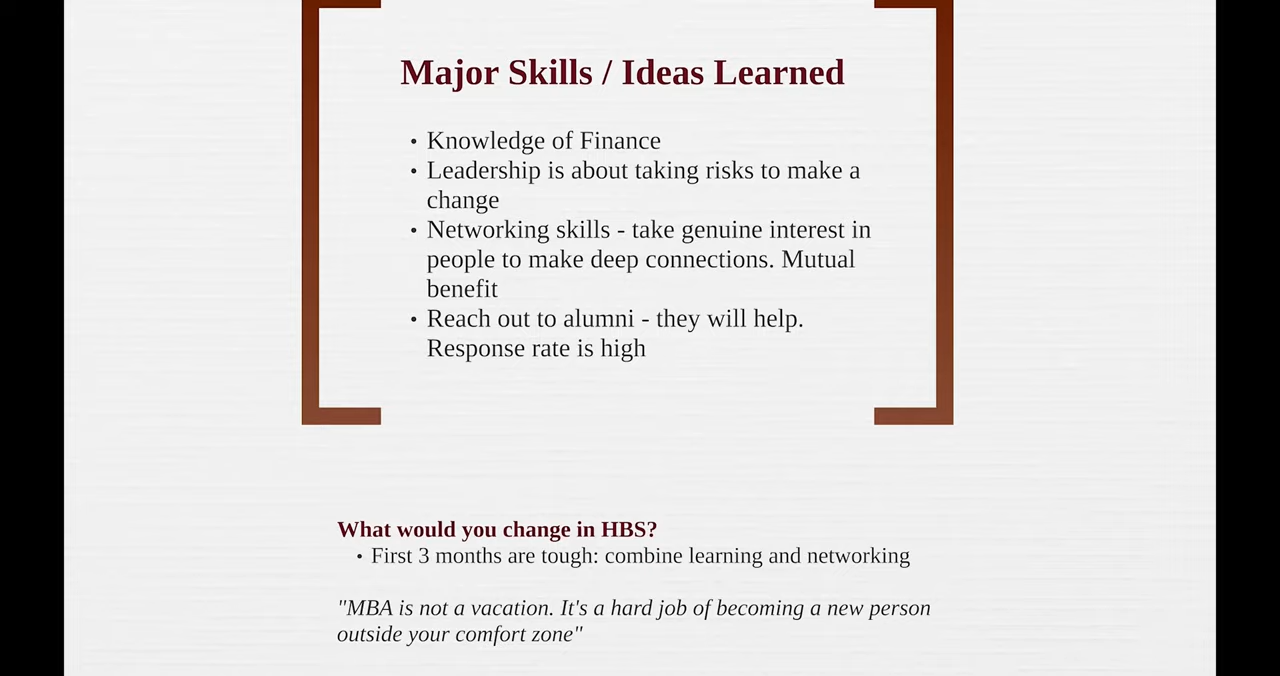 Major Skills / Ideas Learned
• Knowledge of Finance
• Leadership is about taking risks to make a
change
• Networking skills - take genuine interest in
people to make deep connections. Mutual
benefit
• Reach out to alumni - they will help.
Response rate is high
What would you change in HBS?
• First 3 months are tough: combine learning and networking
"MBA is not a vacation. It's a hard job of becoming a new person
outside your comfort zone"